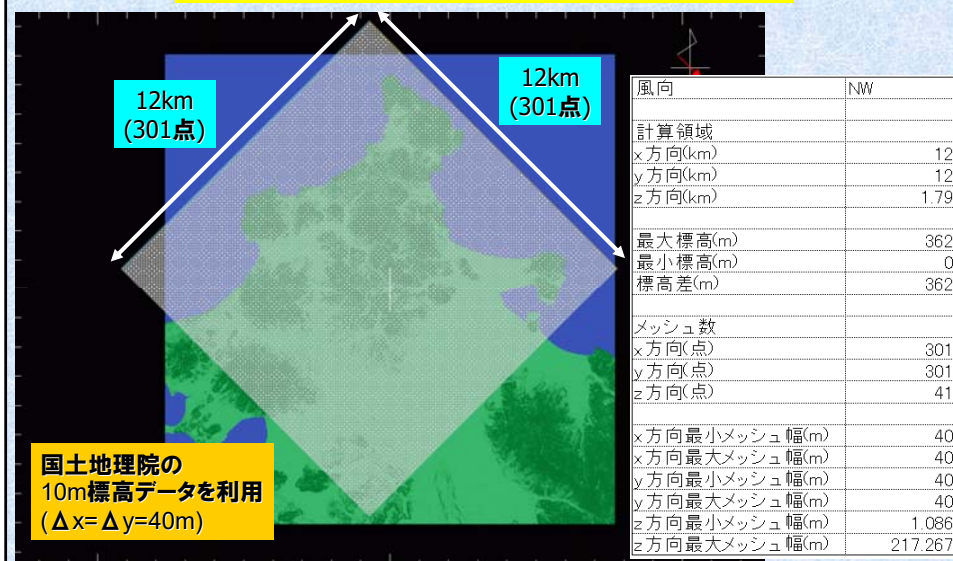 12km
(301点)
12km
(301点)
国土地理院の
10m標高データを利用
(Δx=Δy=40m)
風向 NW
計算領域
x方向(km) 12
y方向(km) 12
z方向(km) 1.79
最大標高(m) 362
最小標高(m) 0
標高差(m) 362
メッシュ数
x方向(点) 301
y方向(点) 301
z方向(点) 41
x方向最小メッシュ幅(m) 40
x方向最大メッシュ幅(m) 40
y方向最小メッシュ幅(m) 40
y方向最大メッシュ幅(m) 40
z方向最小メッシュ幅(m) 1.086
z方向最大メッシュ幅(m) 217.267